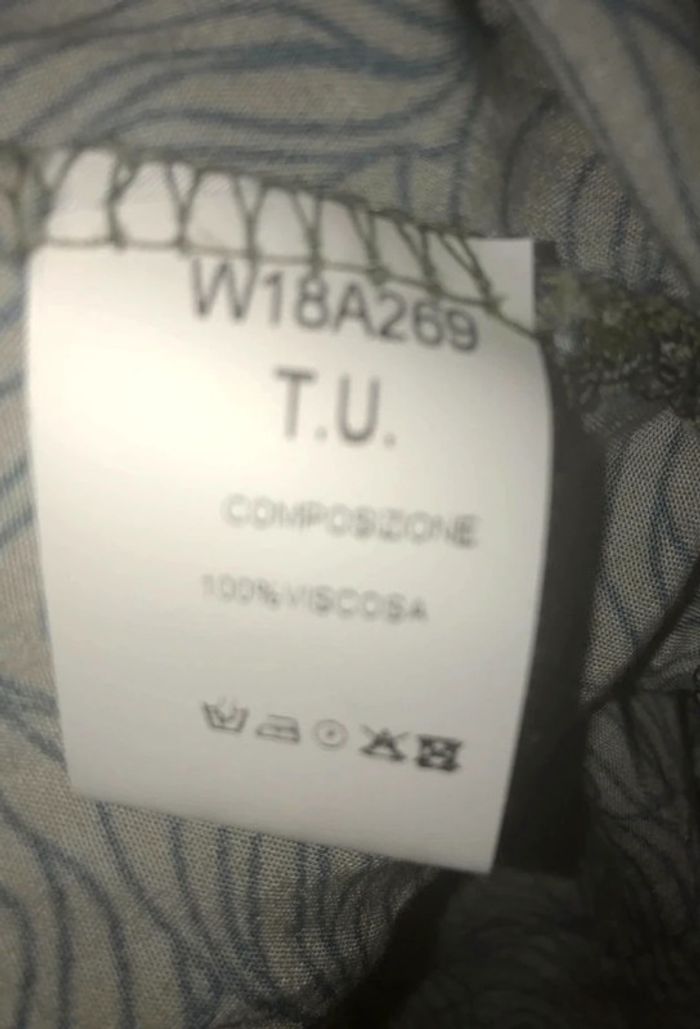 W18A269
T.U.
COMPOSIZIONE
100%VISCOSA